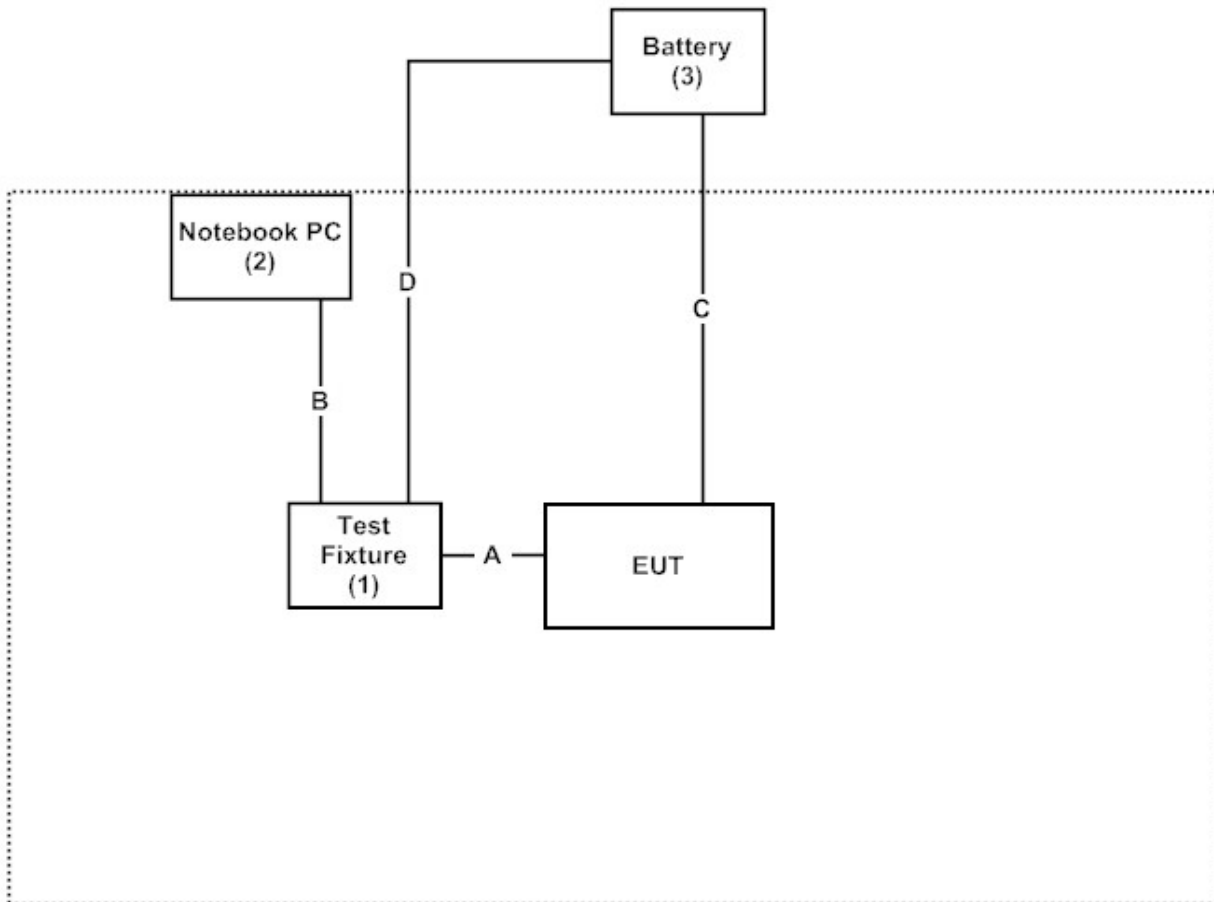 Battery
(3)
Notebook PC
(2)
D
C
B
Test
Fixture
(1)
A
EUT